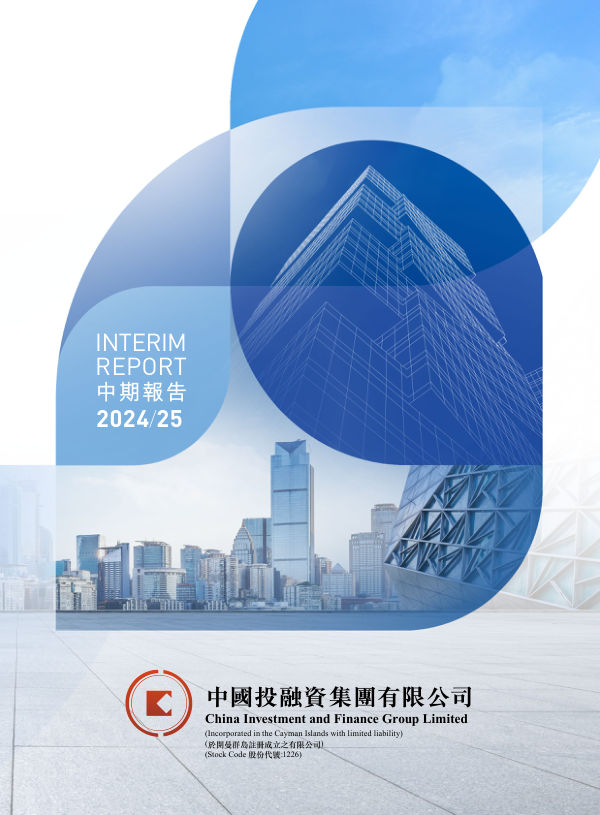 INTERIM
REPORT
中期報告
2024/25
中國投融資集團有限公司
China Investment and Finance Group Limited
(Incorporated in the Cayman Islands with limited liability)
(於開曼群島註冊成立之有限公司)
(Stock Code 股份代號:1226)